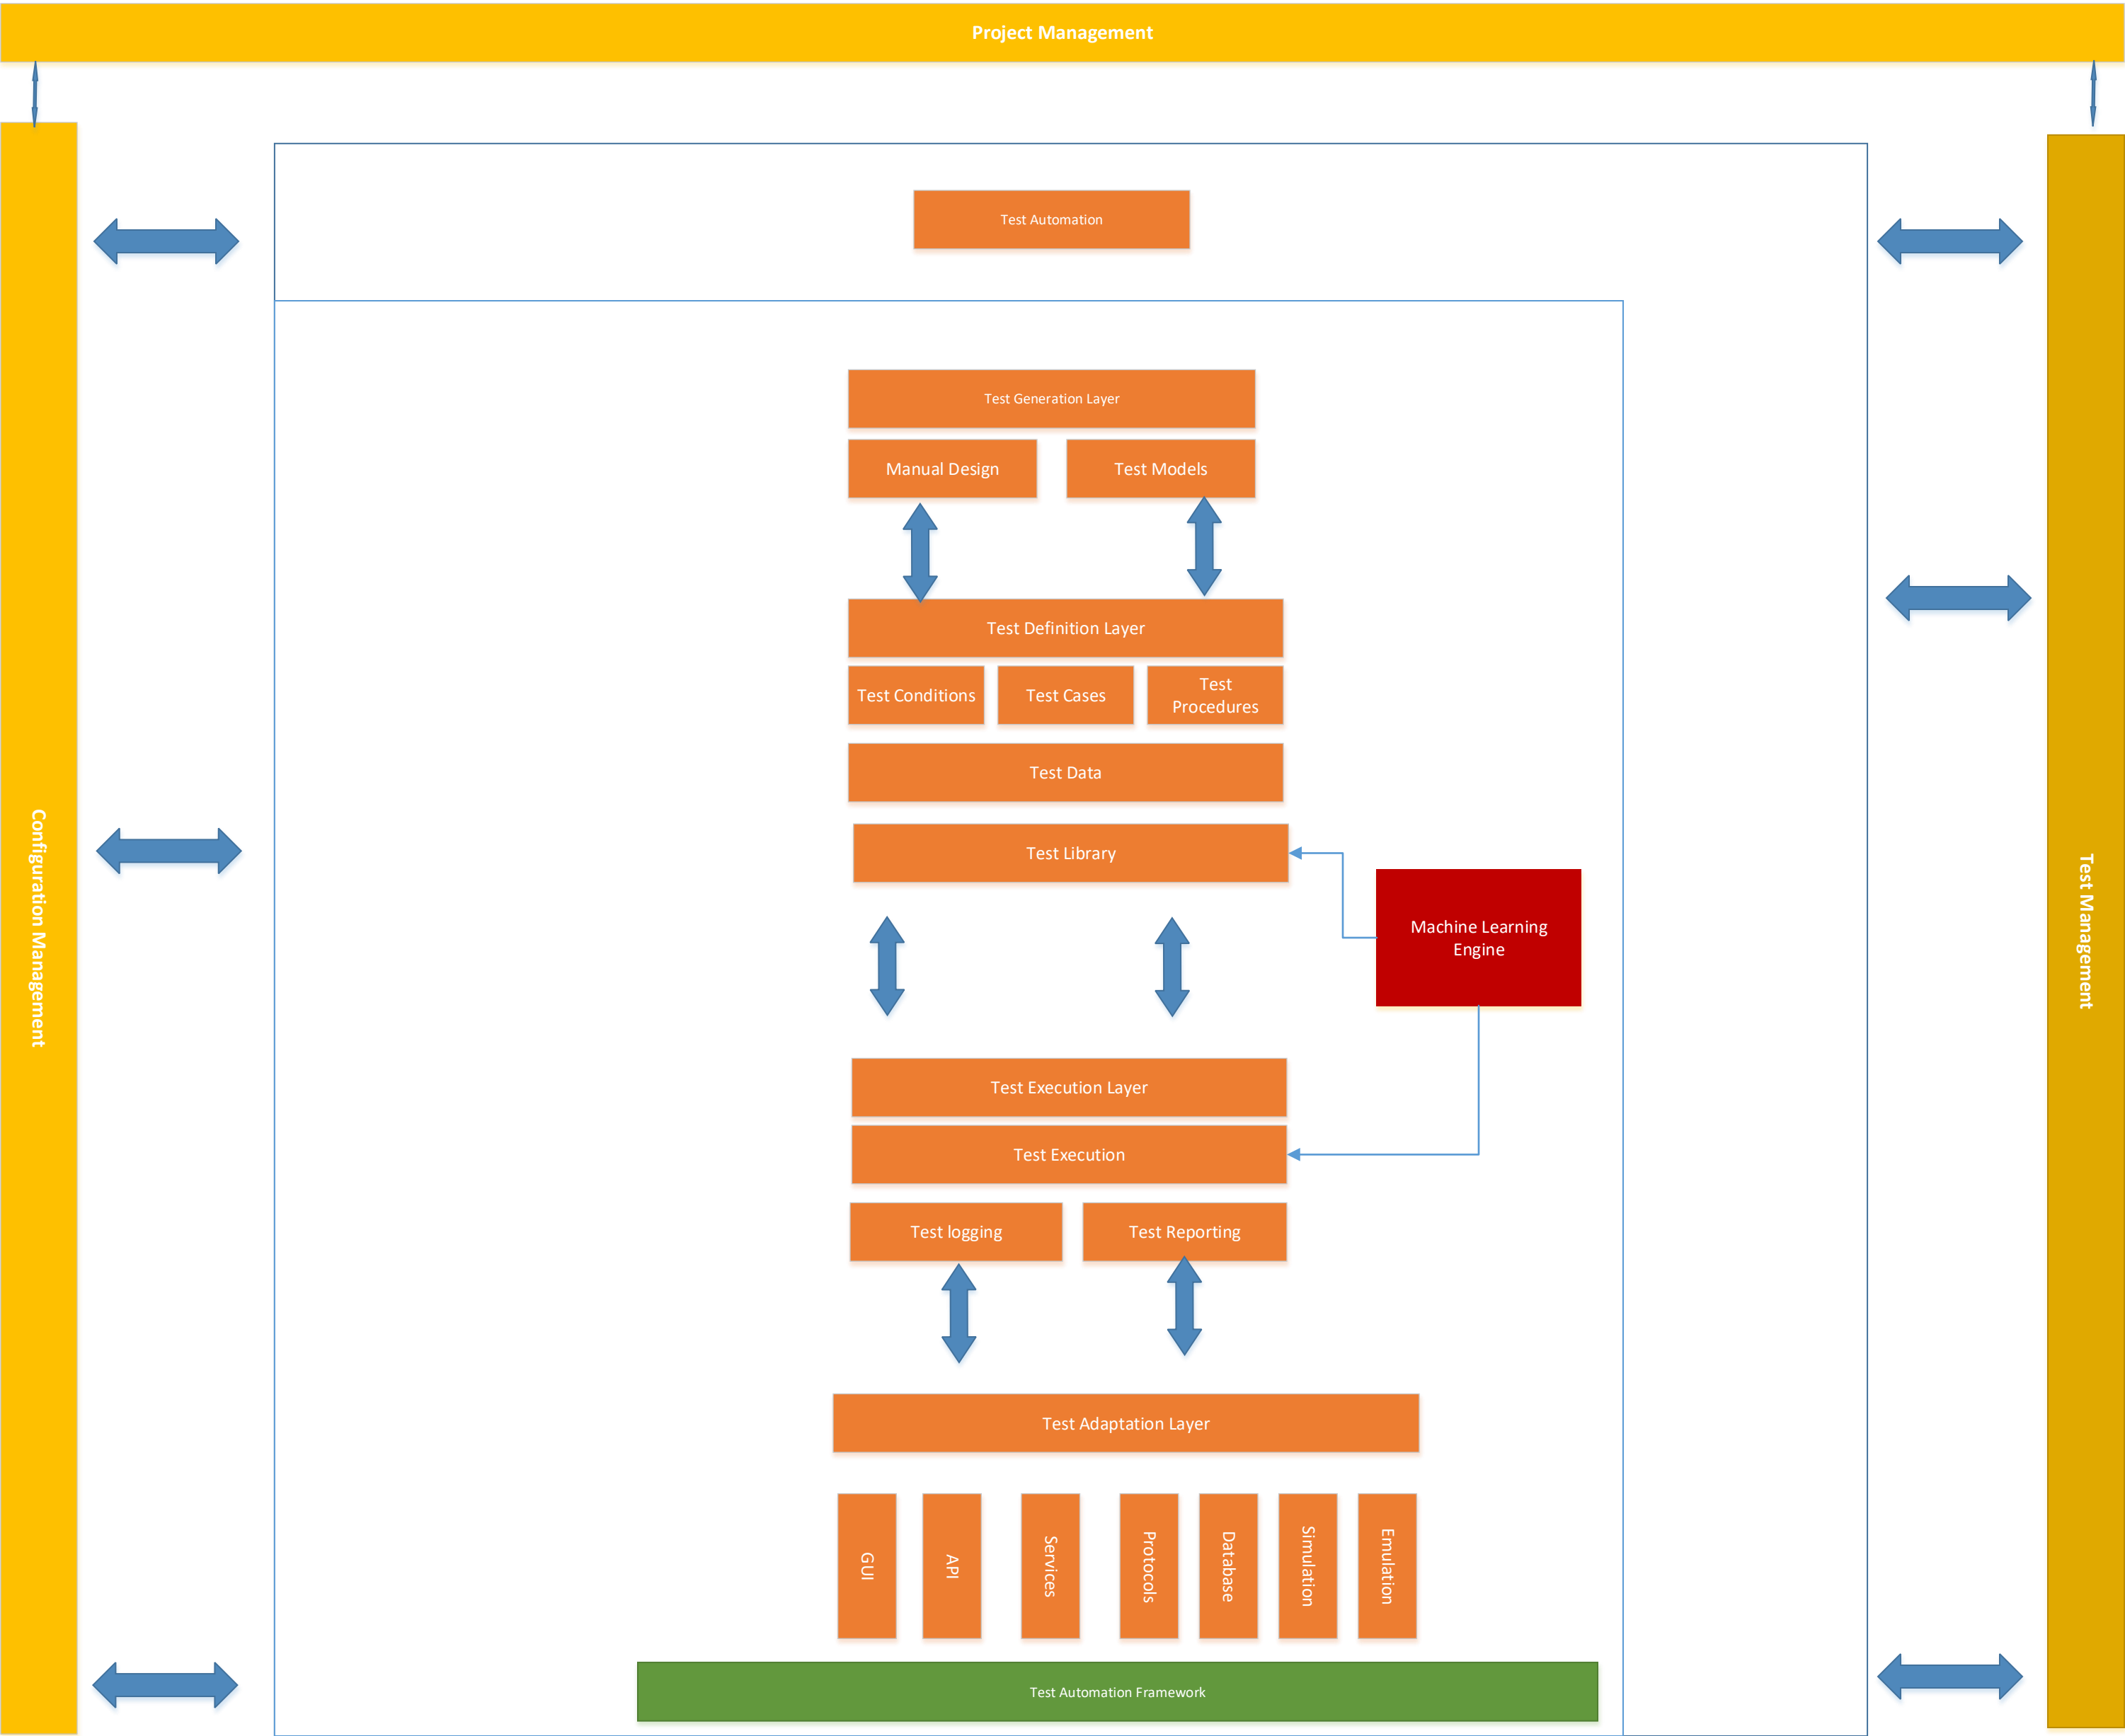 Project Management
Configuration Management
Test Management
Test Automation
Test Generation Layer
Manual Design
Test Models
Test Definition Layer
Test Conditions
Test Cases
Test
Procedures
Test Data
Test Library
Machine Learning
Engine
Test Execution Layer
Test Execution
Test logging
Test Reporting
Test Adaptation Layer
GUI
API
Services
Protocols
Database
Simulation
Emulation
Test Automation Framework